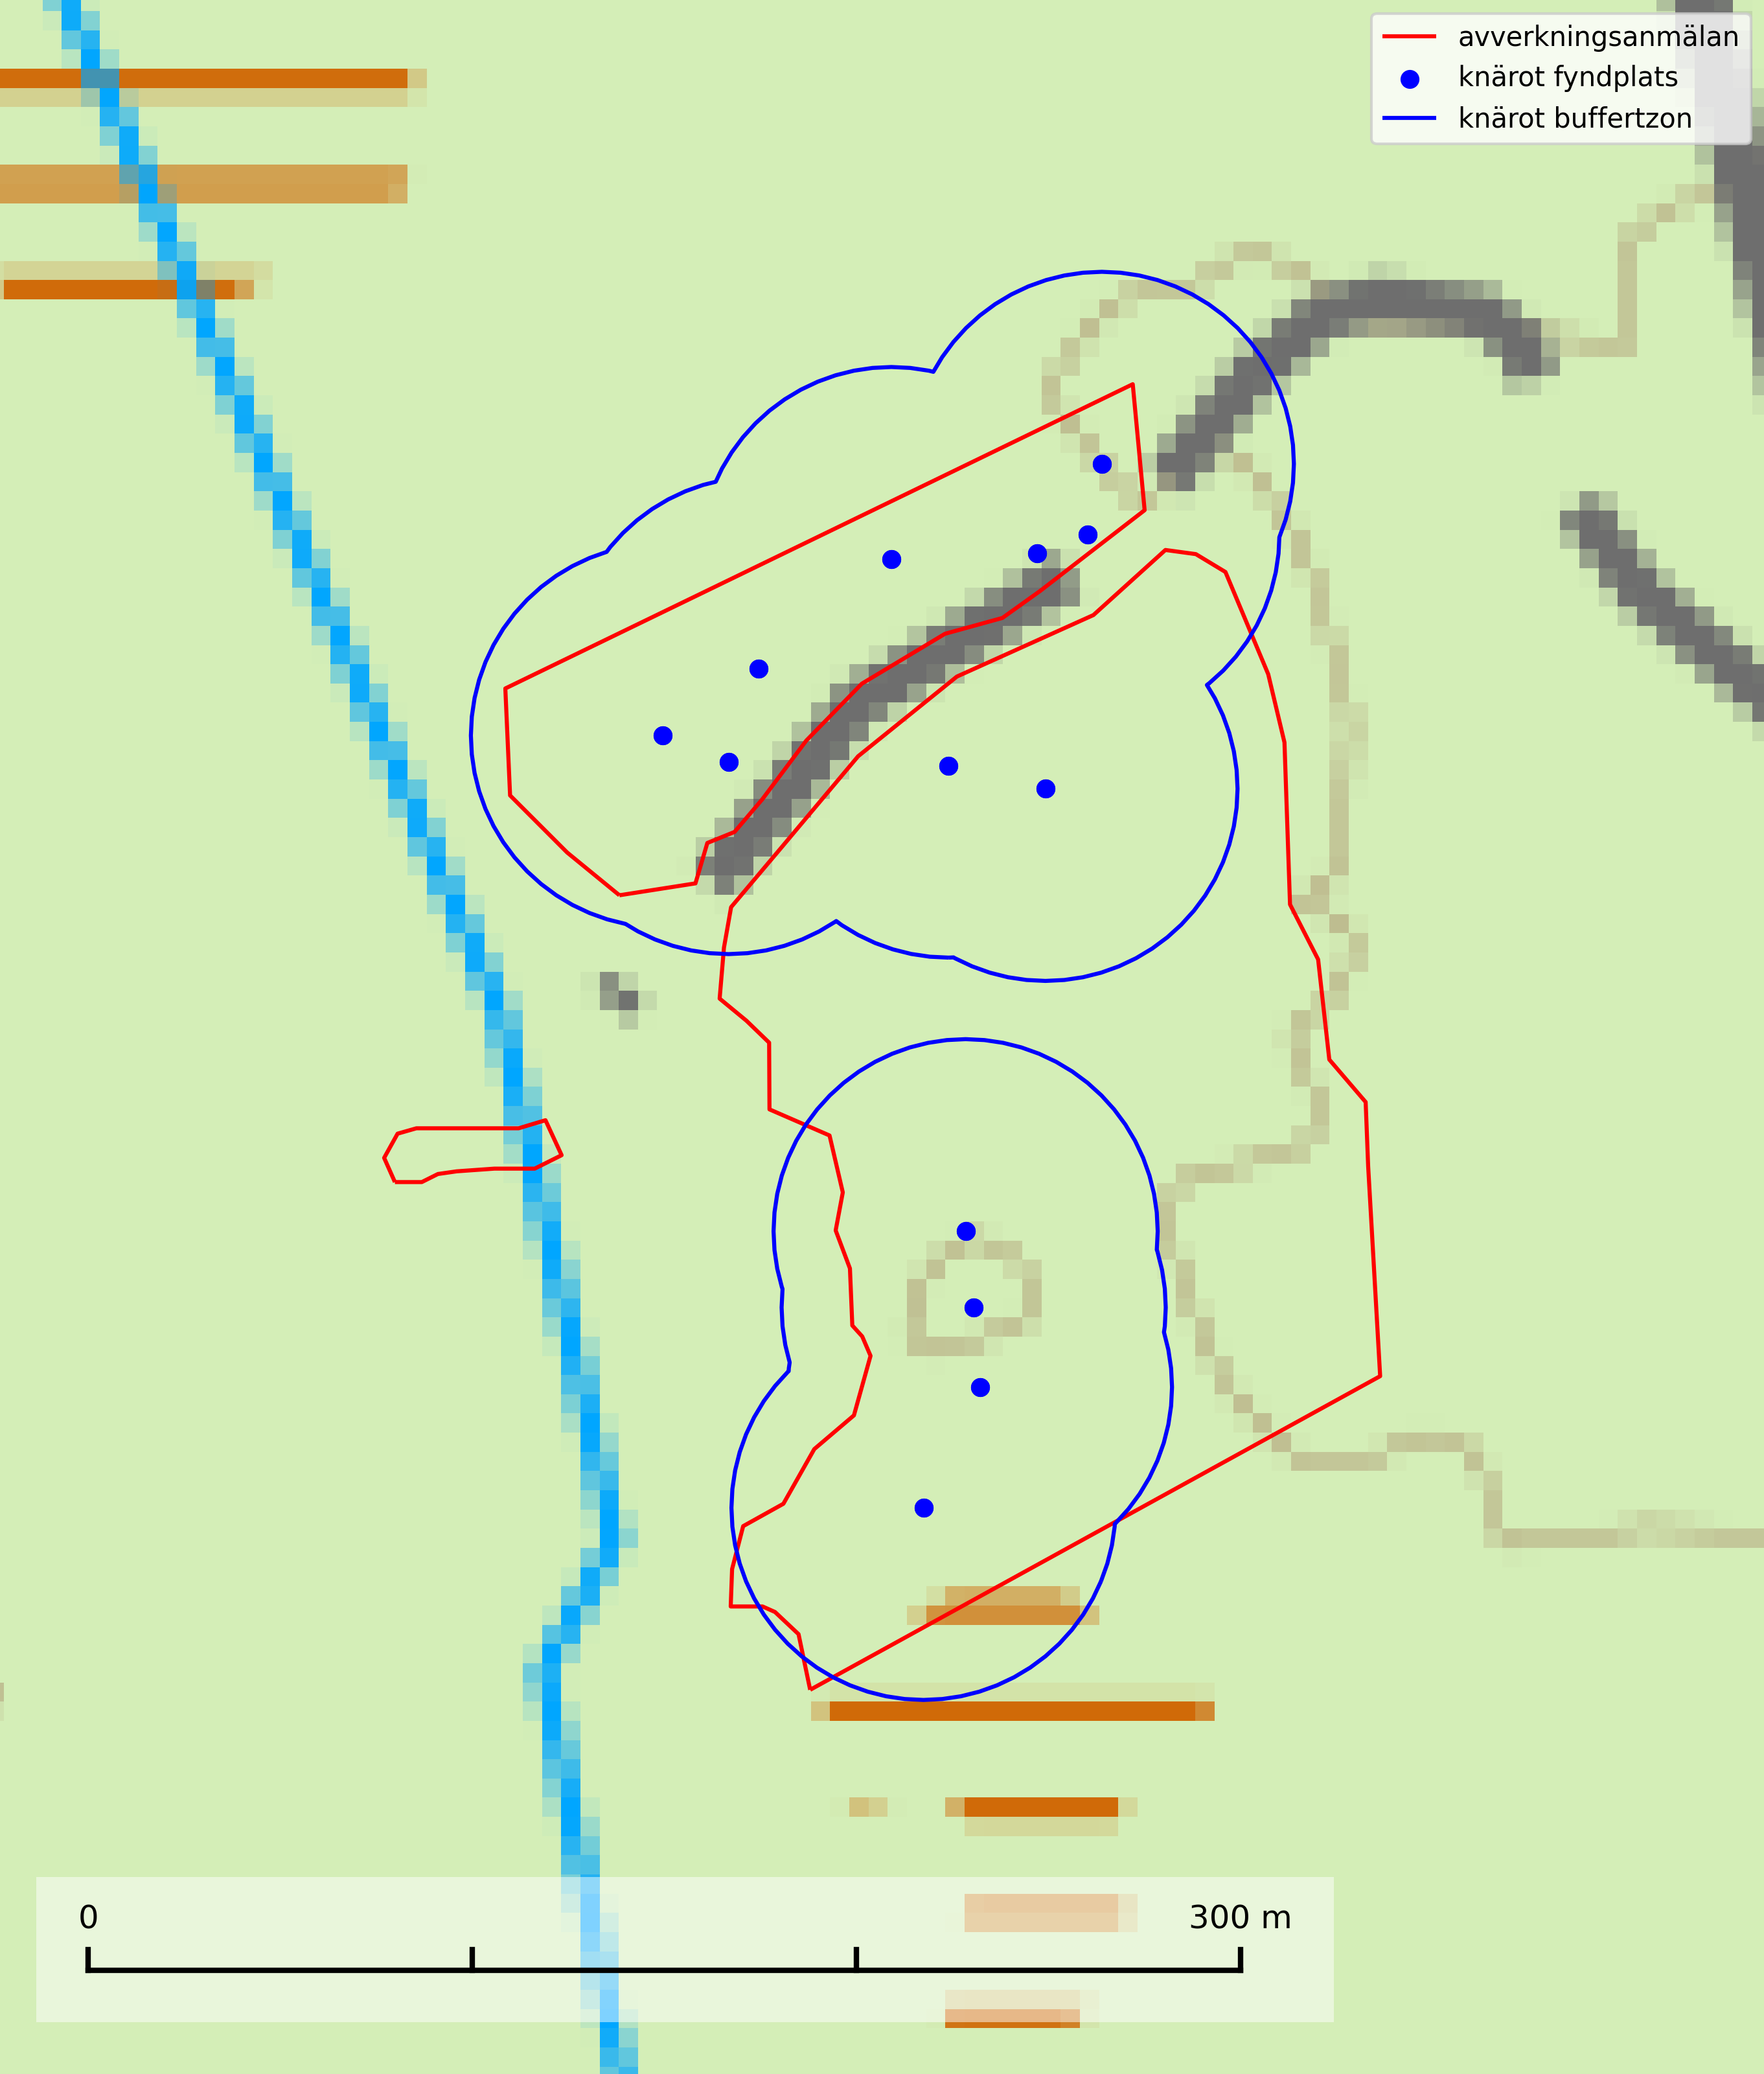 avverkningsanmälan
knärot fyndplats
knärot buffertzon
0
300 m